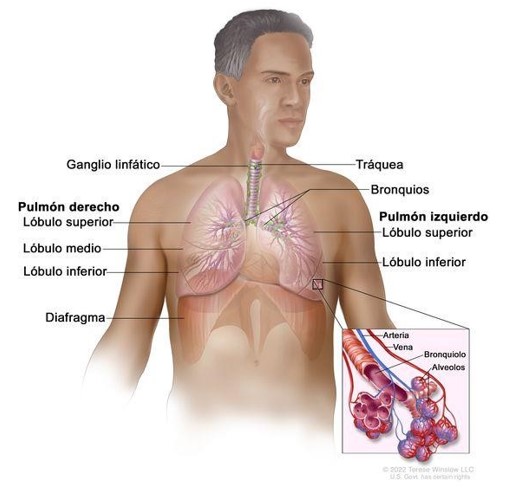 Ganglio linfático
Tráquea
Bronquios
Pulmón derecho
Lóbulo superior
Lóbulo medio
Lóbulo inferior
Diafragma
Pulmón izquierdo
Lóbulo superior
Lóbulo inferior
Arteria
Vena
Bronquiolo
Alveolos
© 2022 Terese Winslow LLC
U.S. Govt. has certain rights